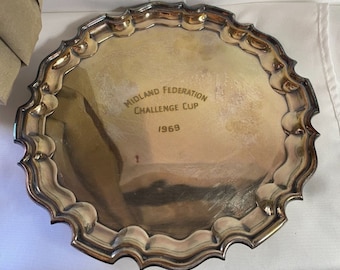 Midland Federation
Challenge Cup
1969